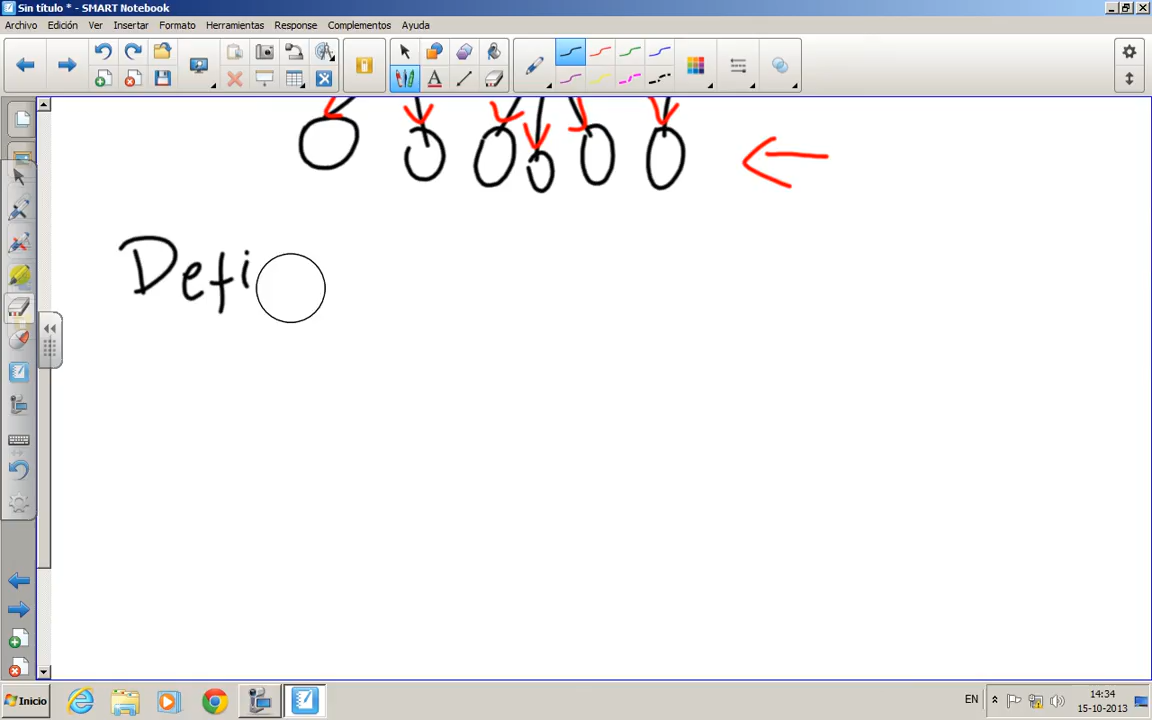 Sin título * - SMART Notebook
Archivo Edición Ver Insertar Formato Herramientas Response Complementos Ayuda
Defi
Inicio
EN
14:34
15-10-2013